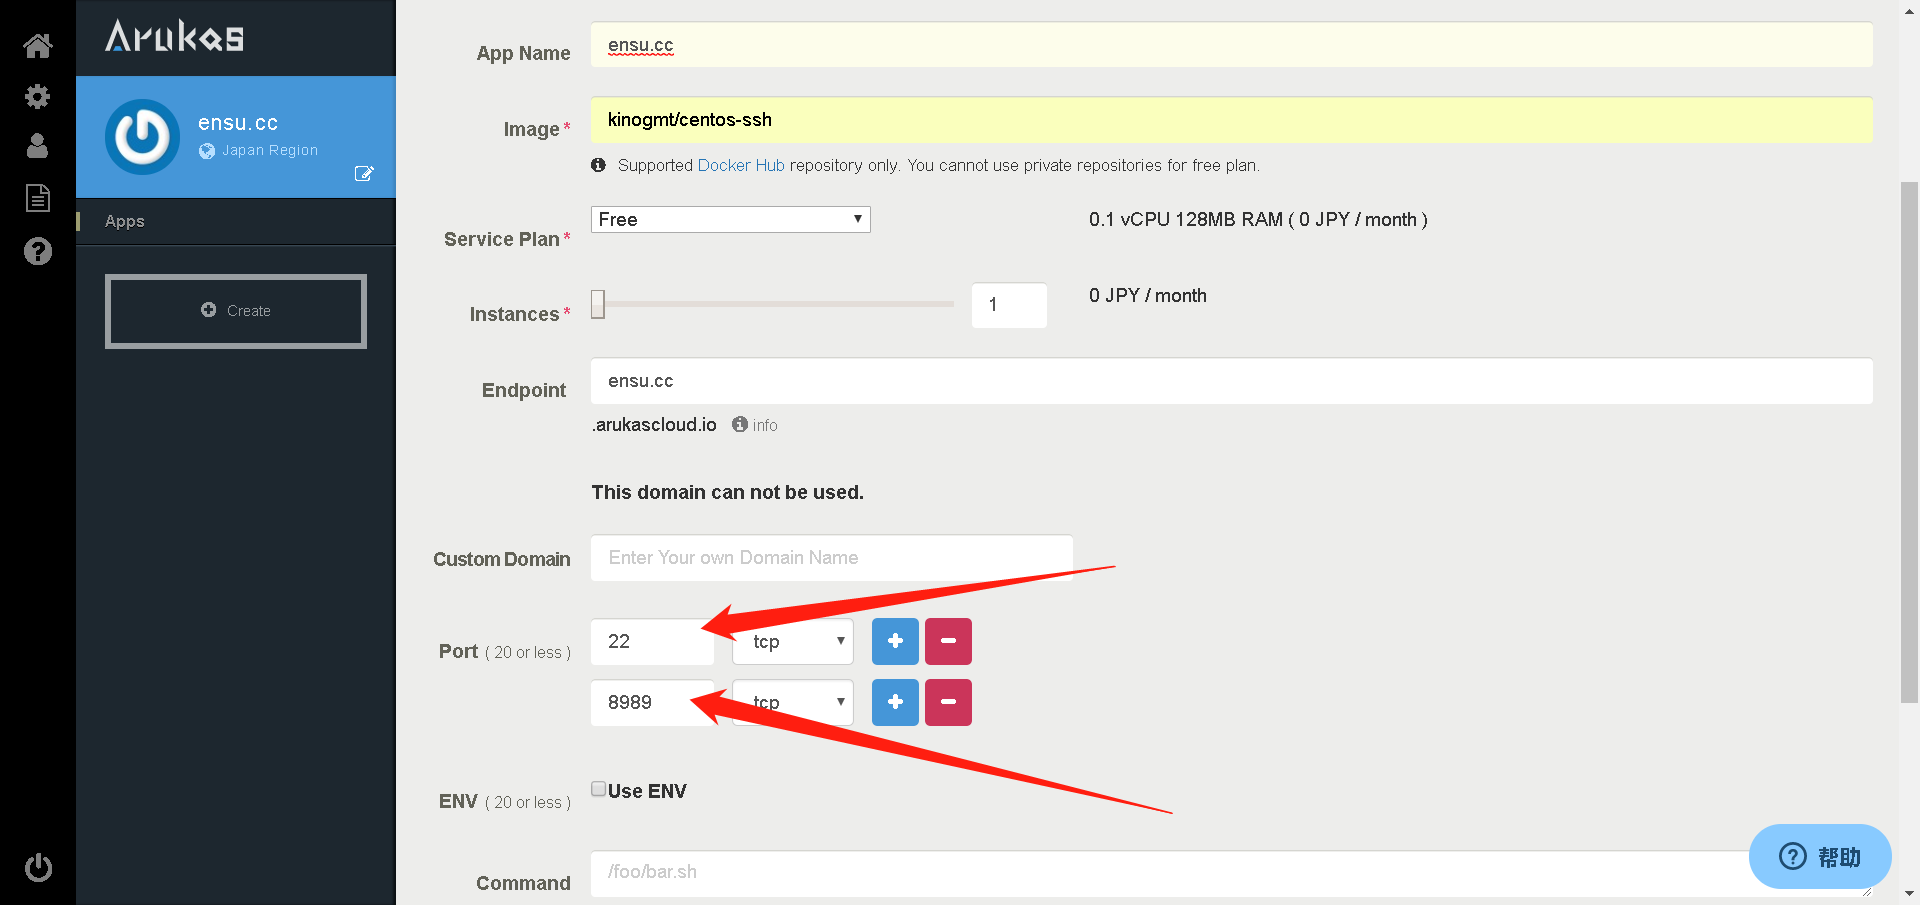 Arukas
ensu.cc
Japan Region
Apps
Create
App Name
ensu.cc
Image *
kinogmt/centos-ssh
Supported Docker Hub repository only. You cannot use private repositories for free plan.
Service Plan *
Free
0.1 vCPU 128MB RAM ( 0 JPY / month )
Instances *
1
0 JPY / month
Endpoint
ensu.cc
.arukascloud.io info
This domain can not be used.
Custom Domain
Enter Your own Domain Name
Port ( 20 or less )
22 tcp
8989 tcp
ENV ( 20 or less )
Use ENV
Command
/foo/bar.sh
帮助